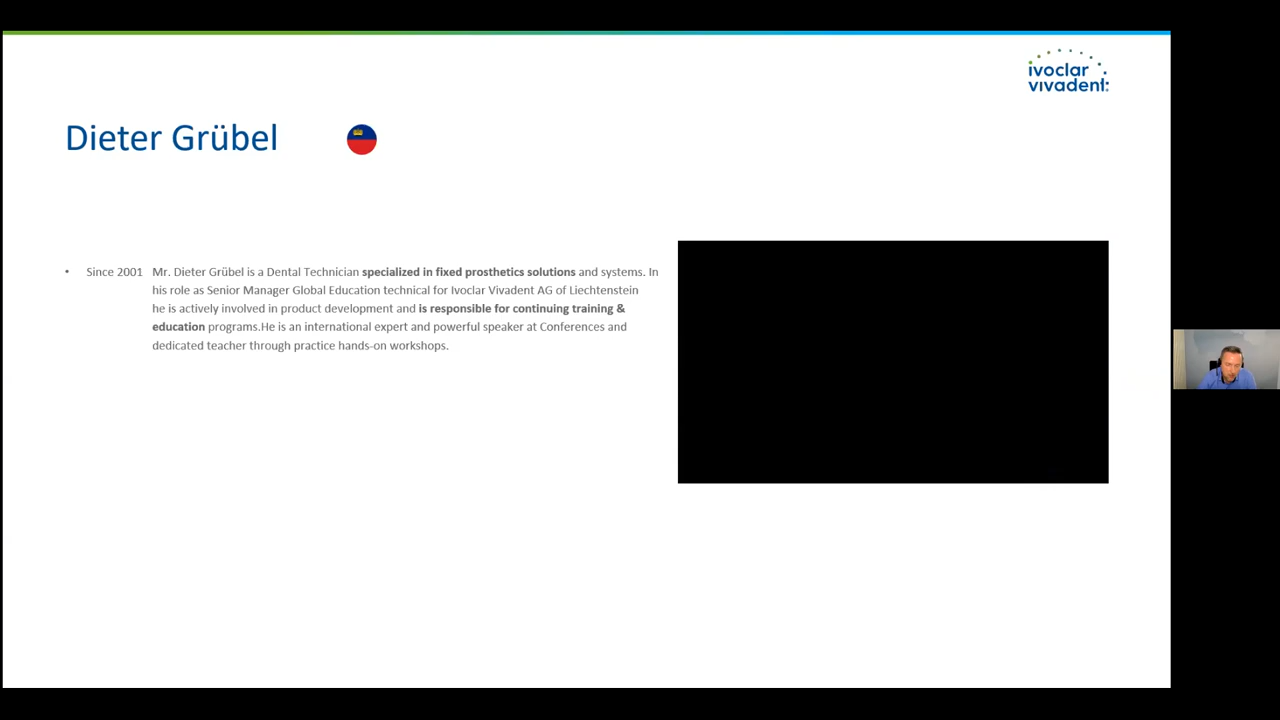 ivoclar
vivadent:
Dieter Grübel
• Since 2001 Mr. Dieter Grübel is a Dental Technician specialized in fixed prosthetics solutions and systems. In
his role as Senior Manager Global Education technical for Ivoclar Vivadent AG of Liechtenstein
he is actively involved in product development and is responsible for continuing training &
education programs.He is an international expert and powerful speaker at Conferences and
dedicated teacher through practice hands-on workshops.